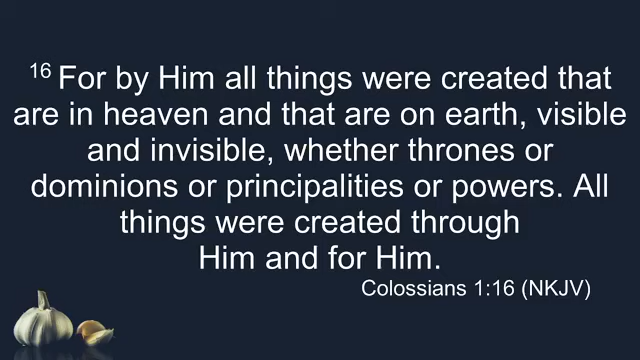 16 For by Him all things were created that
are in heaven and that are on earth, visible
and invisible, whether thrones or
dominions or principalities or powers. All
things were created through
Him and for Him.
Colossians 1:16 (NKJV)